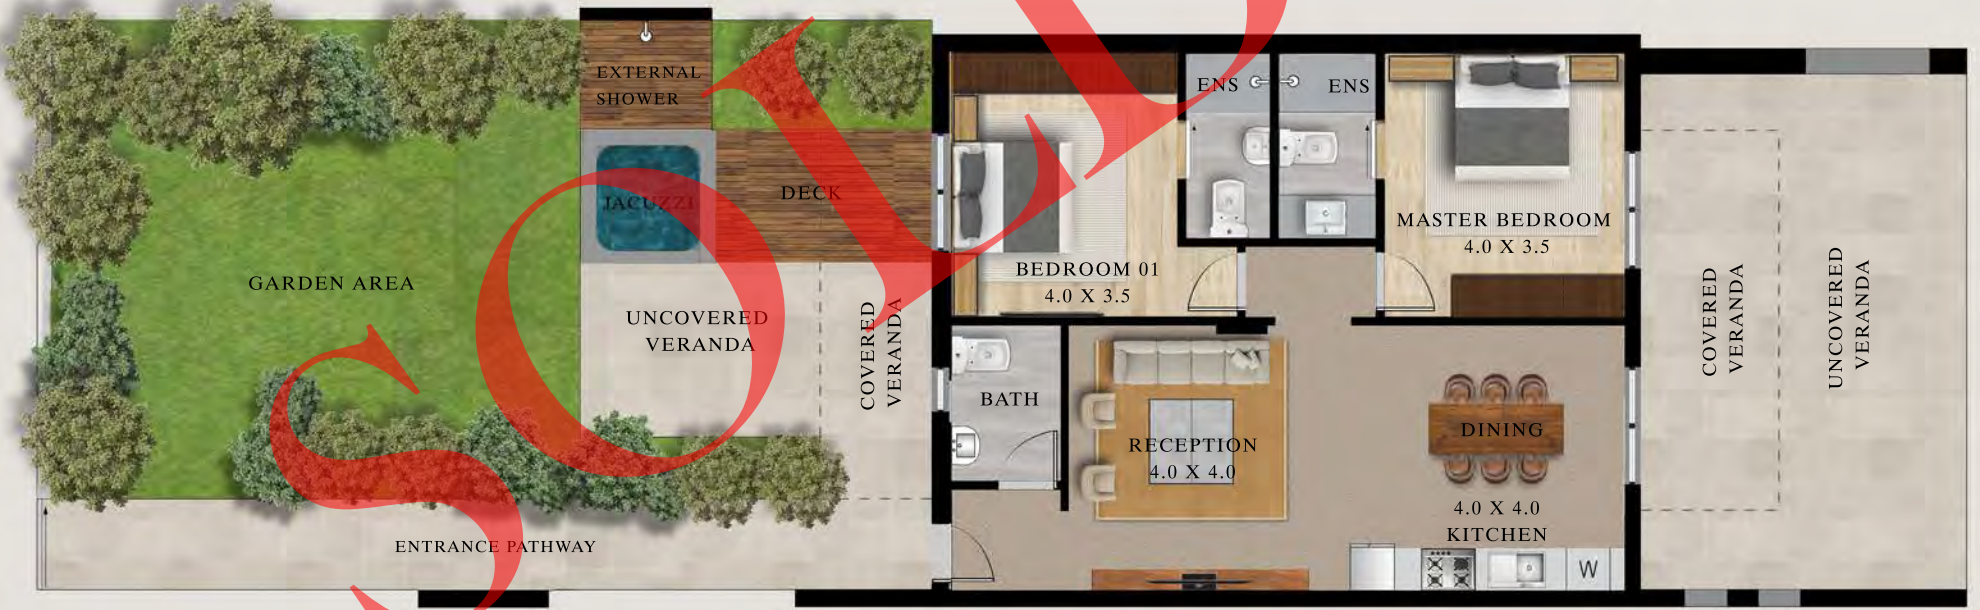 EXTERNAL
SHOWER
JACUZZI
DECK
GARDEN AREA
UNCOVERED
VERANDA
COVERED
VERANDA
ENTRANCE PATHWAY
ENS
ENS
BEDROOM 01
4.0 X 3.5
MASTER BEDROOM
4.0 X 3.5
BATH
RECEPTION
4.0 X 4.0
DINING
4.0 X 4.0
KITCHEN
W
COVERED
VERANDA
UNCOVERED
VERANDA
SOLD